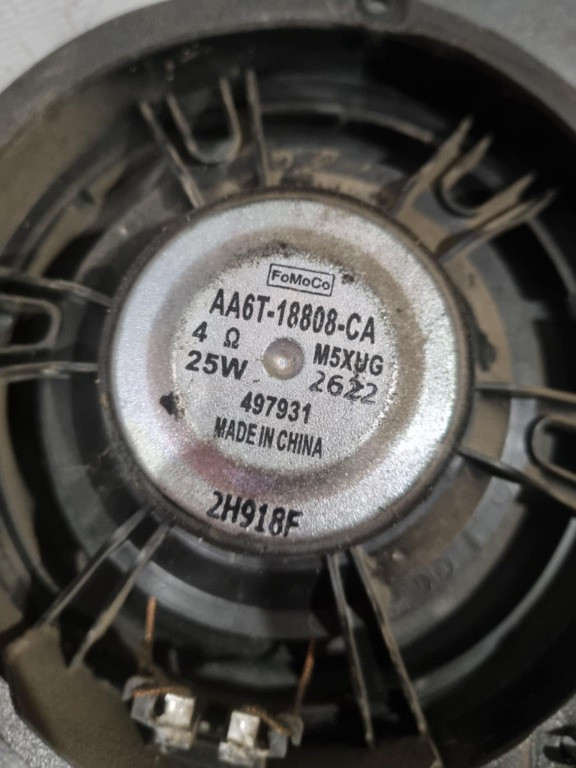 FoMoCo
AA6T-18808-CA
4 Ω M5XUG
25W 2622
497931
MADE IN CHINA
2H918F